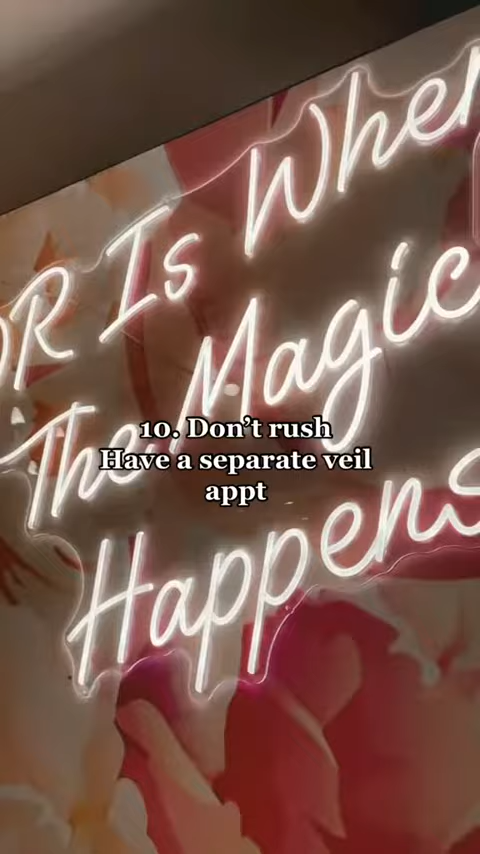 Is When
The Magic
Happens
10. Don't rush
Have a separate veil
appt